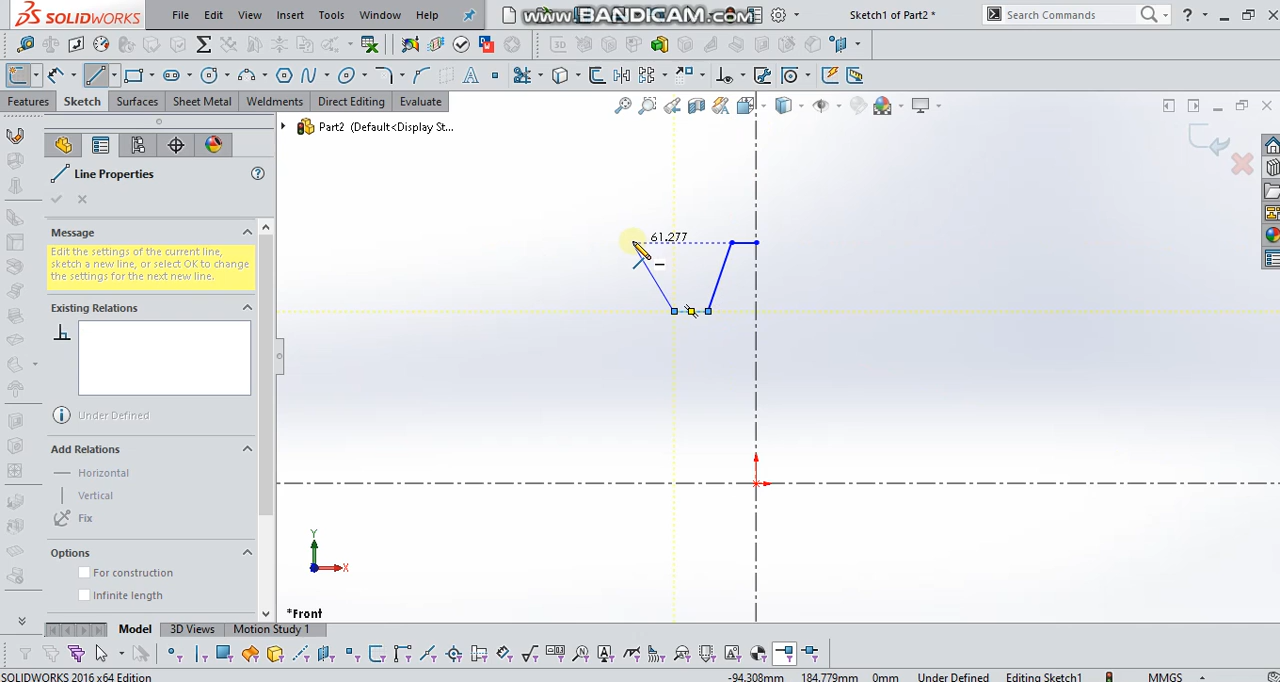 SOLIDWORKS
File Edit View Insert Tools Window Help
www.BANDICAM.com
Sketch1 of Part2 *
Search Commands
?
3D
A
Features Sketch Surfaces Sheet Metal Weldments Direct Editing Evaluate
Part2 (Default<Display St...
Line Properties
?
Message
Edit the settings of the current line,
sketch a new line, or select OK to change
the settings for the next new line.
Existing Relations
Under Defined
Add Relations
Horizontal
Vertical
Fix
Options
For construction
Infinite length
61.277
Y
X
*Front
Model 3D Views Motion Study 1
SOLIDWORKS 2016 x64 Edition
-94.308mm 184.779mm 0mm Under Defined Editing Sketch1 MMGS